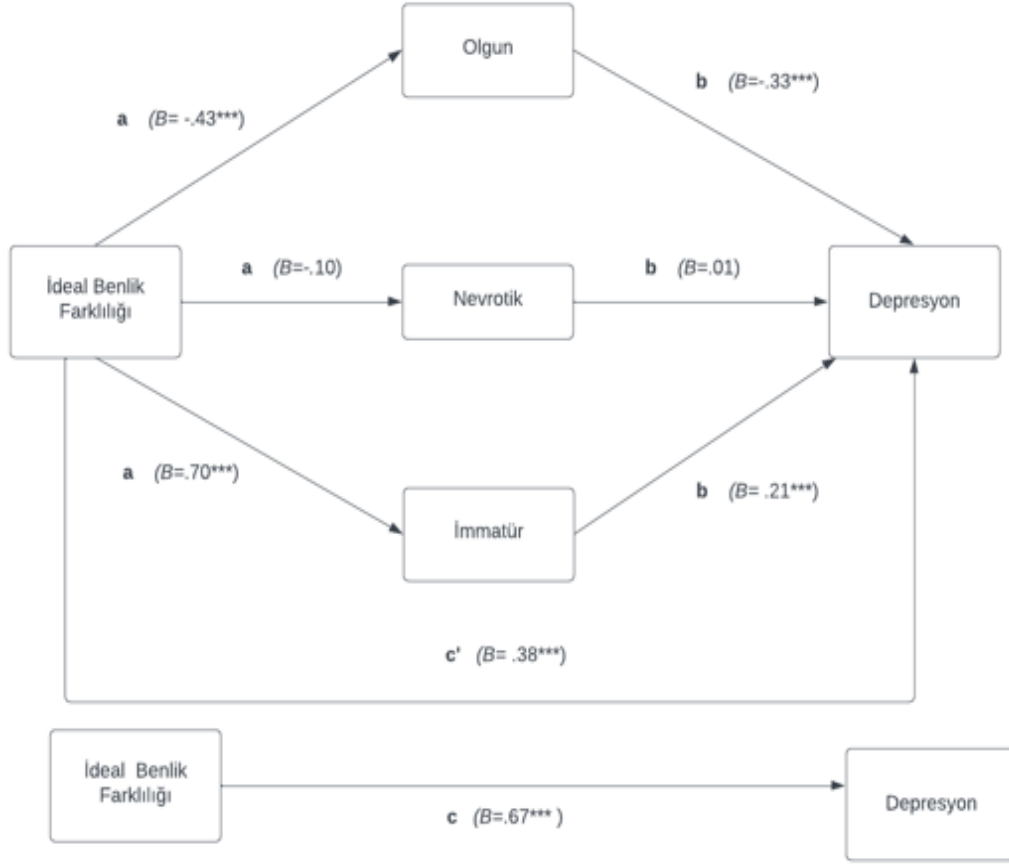 Olgun
b (B=-.33***)
a (B= -.43***)
a (B=-.10)
b (B=.01)
İdeal Benlik
Farklılığı
Nevrotik
Depresyon
a (B=.70***)
b (B= .21***)
İmmatür
c' (B= .38***)
İdeal Benlik
Farklılığı
c (B=.67*** )
Depresyon